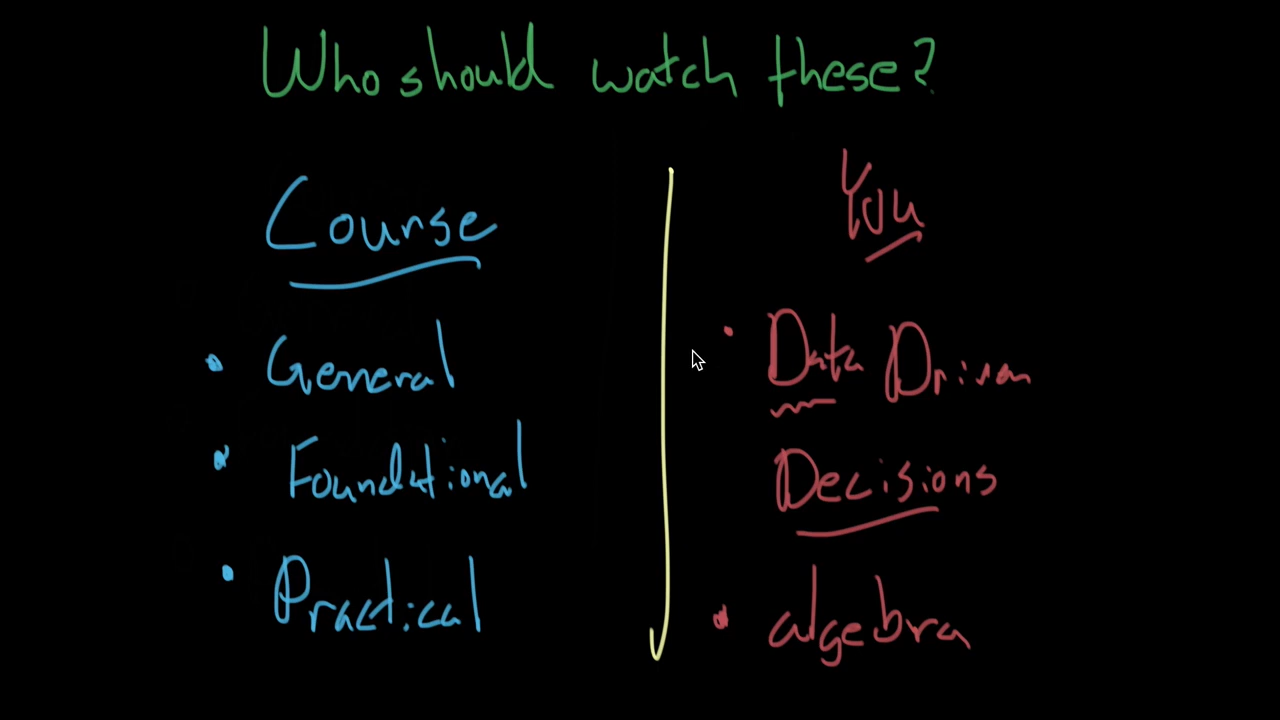 Who should watch these?
Course
• General
• Foundational
• Practical
You
• Data Driven
Decisions
• algebra